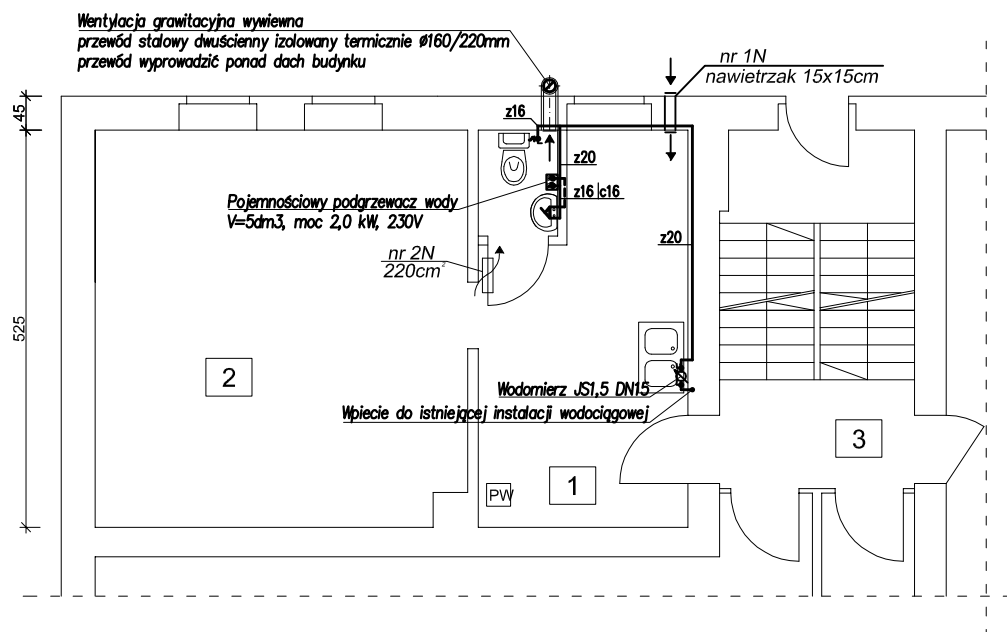 Wentylacja grawitacyjna wywiewna
przewód stalowy dwuścienny izolowany termicznie Ø160/220mm
przewód wyprowadzić ponad dach budynku
nr 1N
nawietrzak 15x15cm
45
z16
z20
z16 c16
Pojemnościowy podgrzewacz wody
V=5dm3, moc 2,0 kW, 230V
z20
nr 2N
220cm²
525
2
Wodomierz JS1,5 DN15
Wpiecie do istniejącej instalacji wodociągowej
3
1
PW